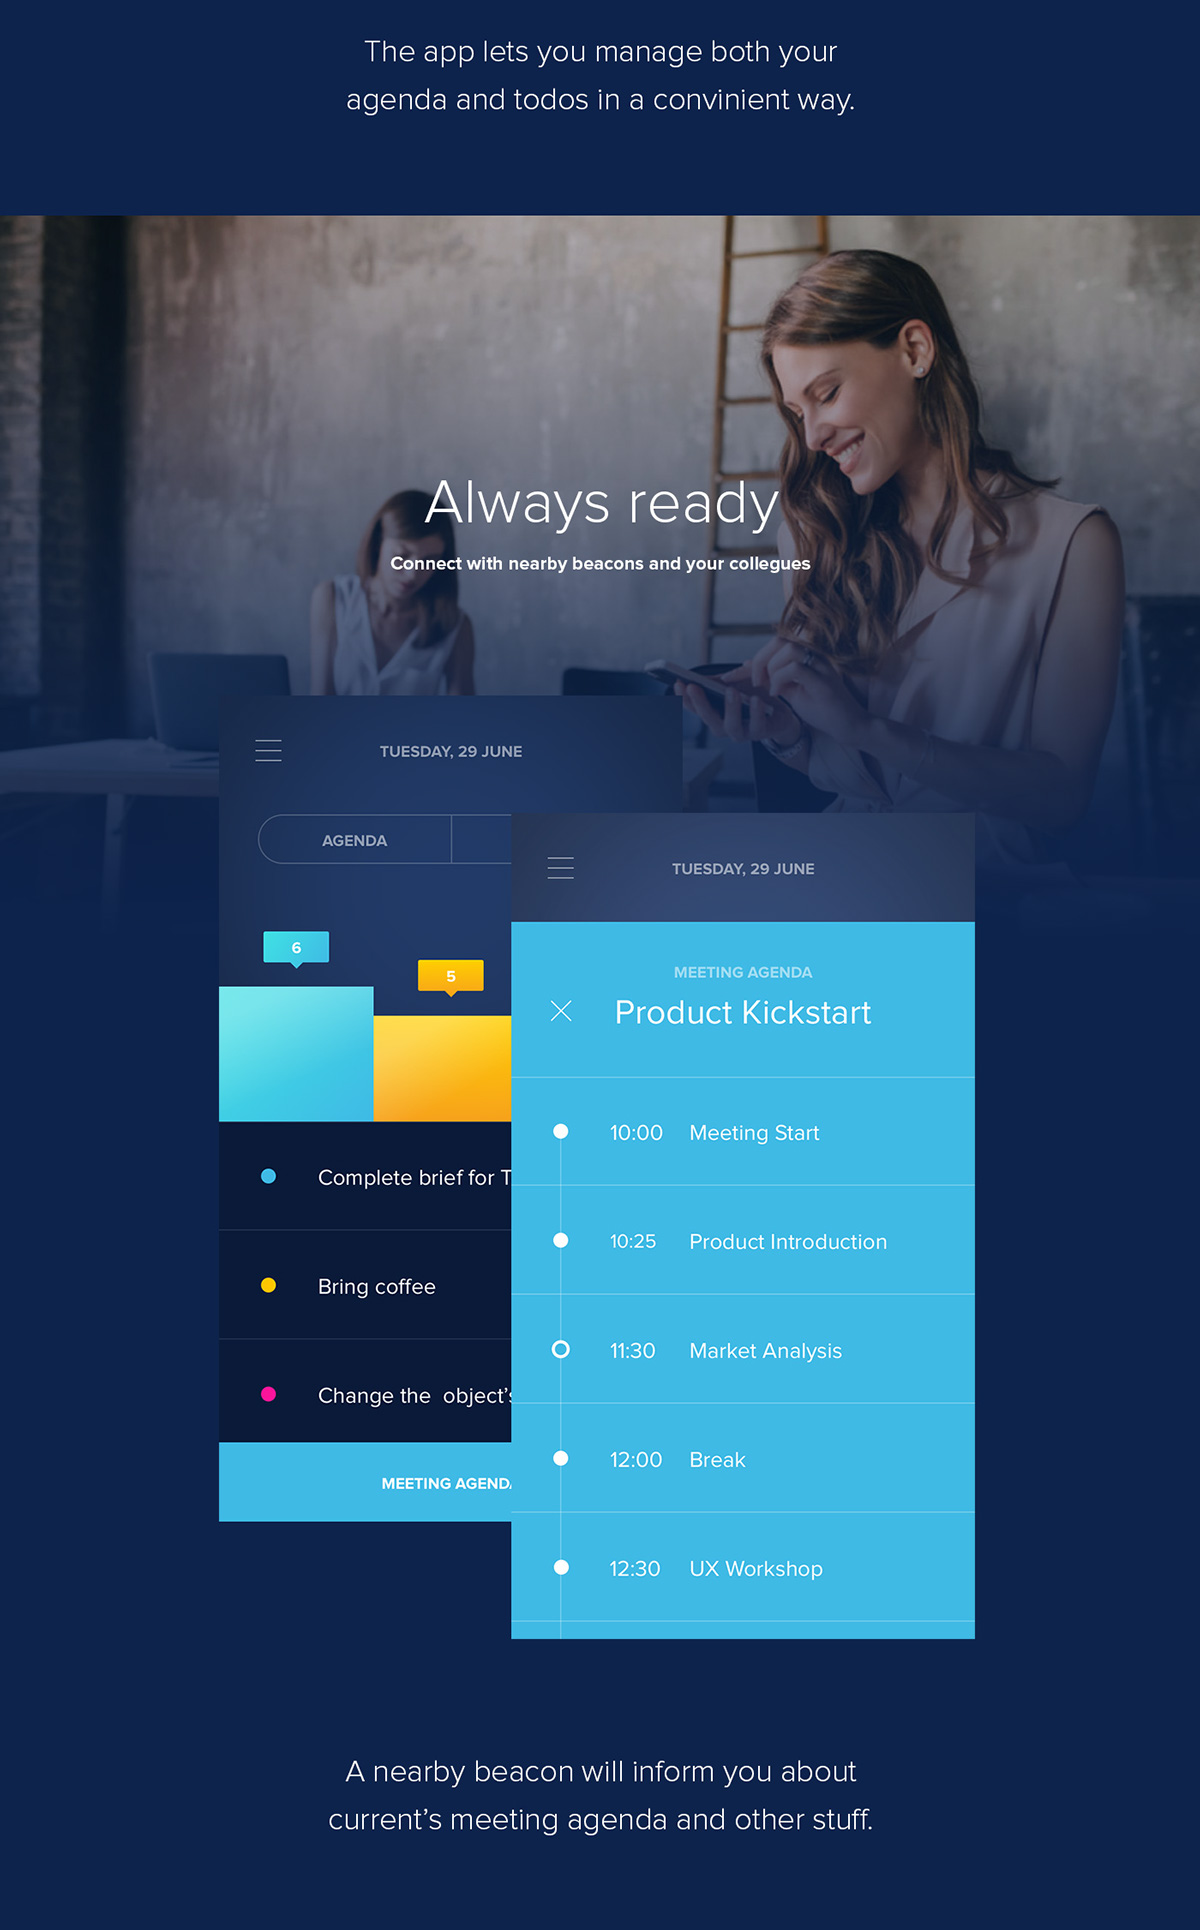 The app lets you manage both your
agenda and todos in a convinient way.
Always ready
Connect with nearby beacons and your collegues
TUESDAY, 29 JUNE
AGENDA
6
5
Complete brief for T
Bring coffee
Change the object's
MEETING AGENDA
TUESDAY, 29 JUNE
MEETING AGENDA
Product Kickstart
10:00 Meeting Start
10:25 Product Introduction
11:30 Market Analysis
12:00 Break
12:30 UX Workshop
A nearby beacon will inform you about
current’s meeting agenda and other stuff.